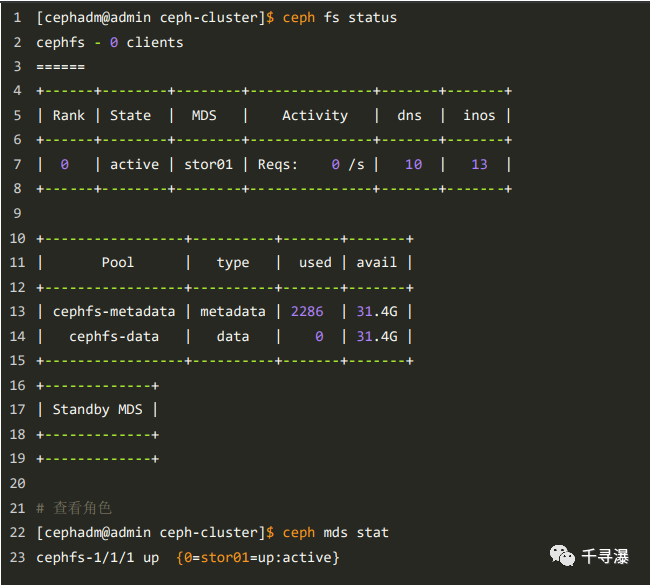 1 [cephadm@admin ceph-cluster]$ ceph fs status
2 cephfs - 0 clients
3 ======
4 +------+--------+--------+---------------+-------+-------+
5 | Rank | State  |  MDS   |    Activity   |  dns  |  inos |
6 +------+--------+--------+---------------+-------+-------+
7 |  0   | active | stor01 | Reqs:    0 /s |   10  |   13  |
8 +------+--------+--------+---------------+-------+-------+
9
10 +-----------------+----------+-------+-------+
11 |       Pool      |   type   |  used | avail |
12 +-----------------+----------+-------+-------+
13 | cephfs-metadata | metadata | 2286  | 31.4G |
14 |   cephfs-data   |   data   |    0  | 31.4G |
15 +-----------------+----------+-------+-------+
16 +-------------+
17 | Standby MDS |
18 +-------------+
19 +-------------+
20
21 # 查看角色
22 [cephadm@admin ceph-cluster]$ ceph mds stat
23 cephfs-1/1/1 up  {0=stor01=up:active}
千寻瀑